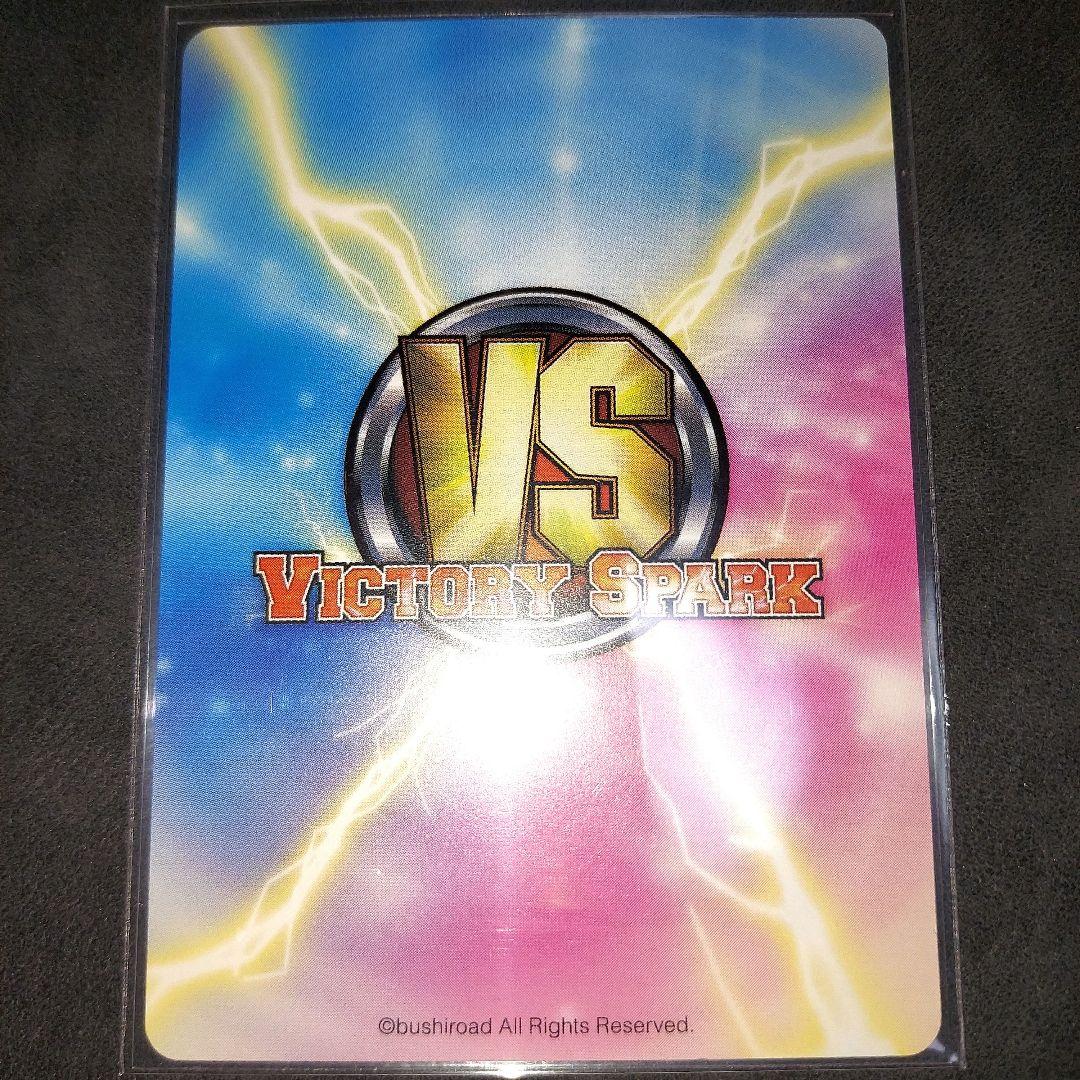 VS
VICTORY SPARK
©bushiroad All Rights Reserved.